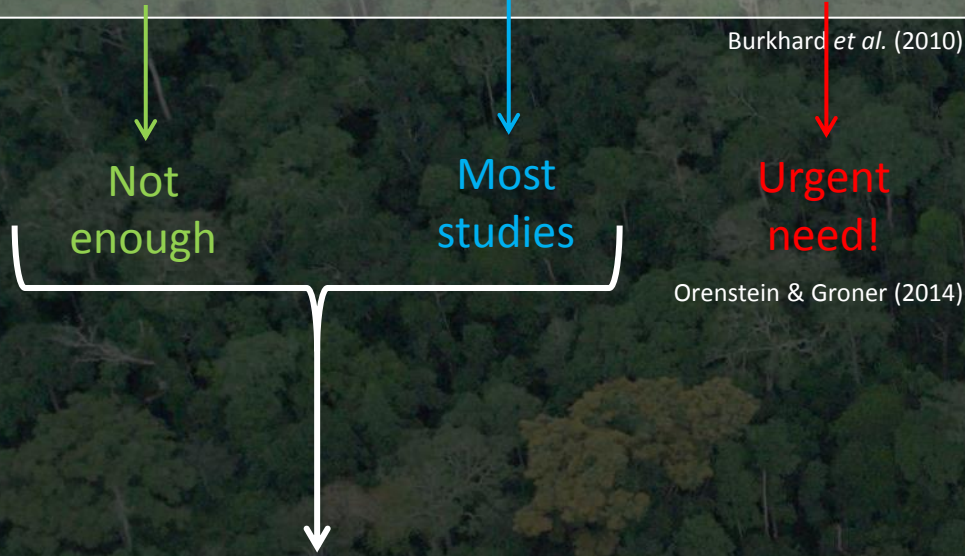 Burkhard et al. (2010)
Not
enough
Most
studies
Urgent
need!
Orenstein & Groner (2014)